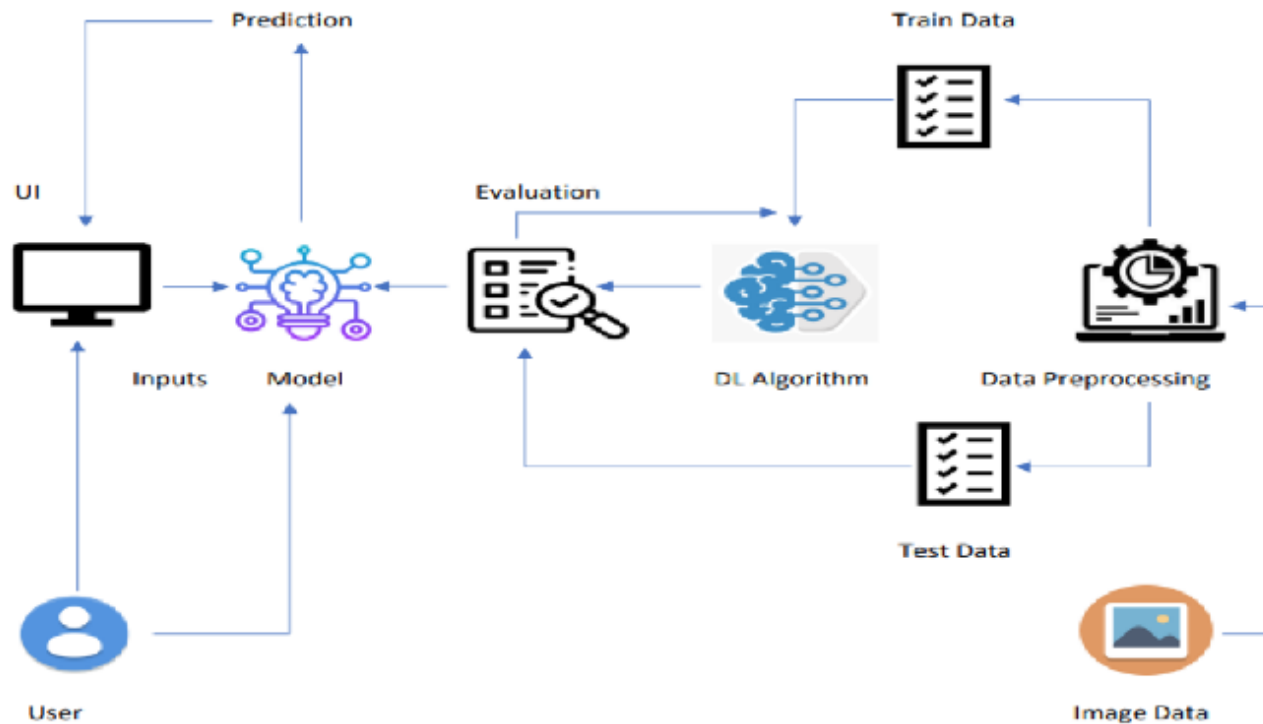 Prediction
Train Data
UI
Evaluation
Inputs
Model
DL Algorithm
Data Preprocessing
Test Data
User
Image Data